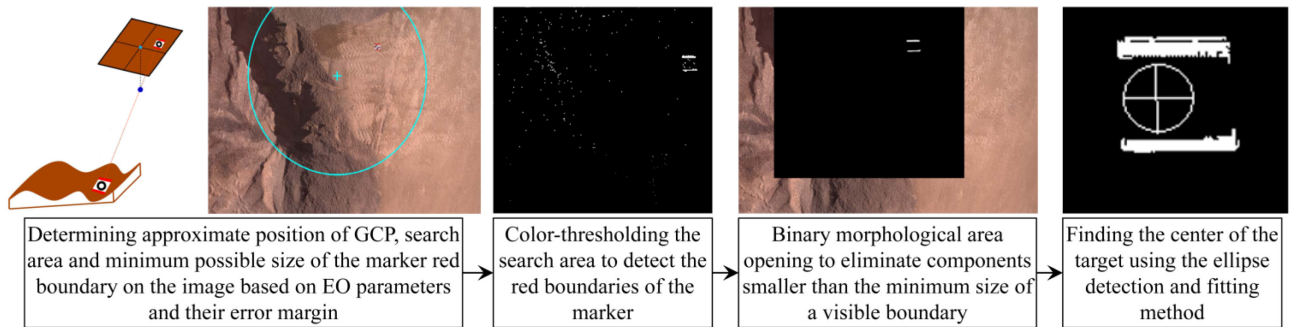 Determining approximate position of GCP, search
area and minimum possible size of the marker red
boundary on the image based on EO parameters
and their error margin
Color-thresholding the
search area to detect the
red boundaries of the
marker
Binary morphological area
opening to eliminate components
smaller than the minimum size of
a visible boundary
Finding the center of the
target using the ellipse
detection and fitting
method